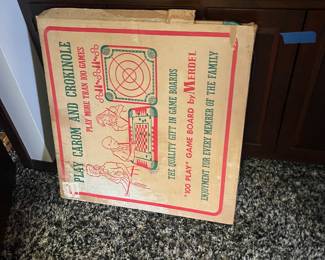 PLAY CAROM AND CROKINOLE
PLAY MORE THAN 100 GAMES
THE QUALITY GIFT IN GAME BOARDS
"100 PLAY" GAME BOARD by MERDEL
ENJOYMENT FOR EVERY MEMBER OF THE FAMILY